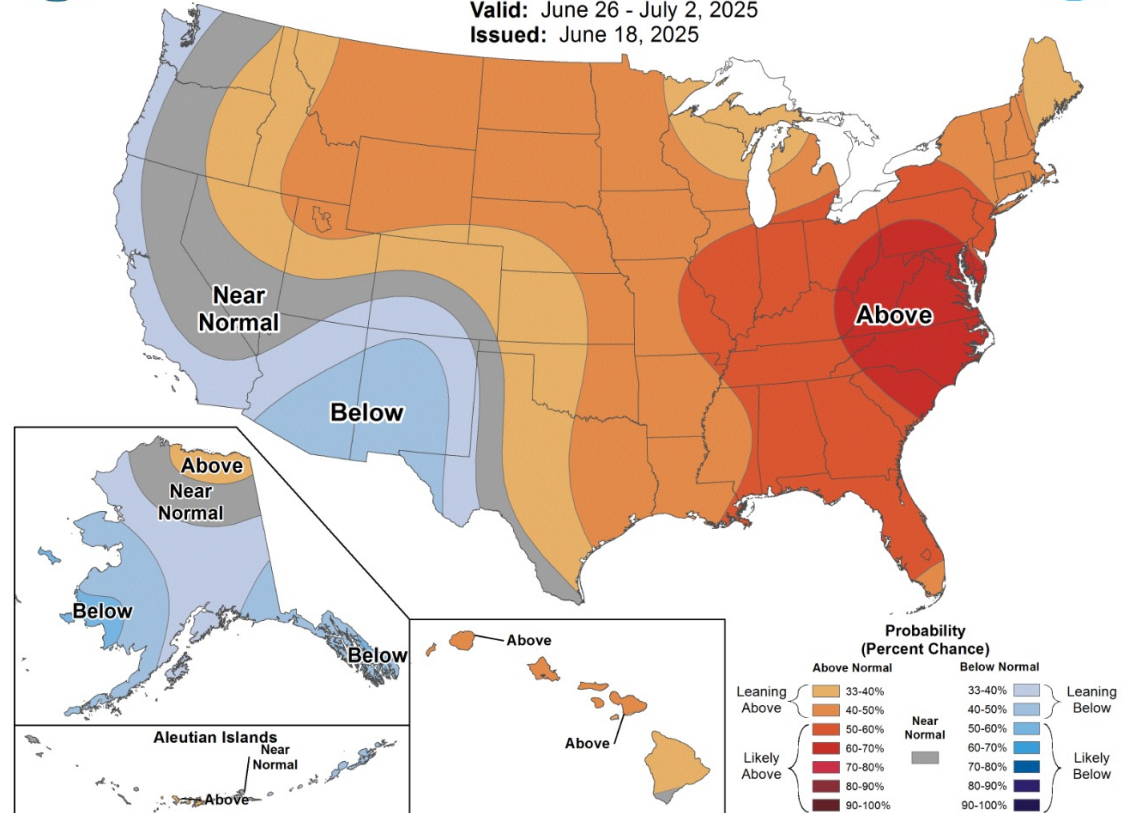 Valid: June 26 - July 2, 2025
Issued: June 18, 2025
Near
Normal
Above
Below
Above
Near
Normal
Below
Below
Aleutian Islands
Near
Normal
Above
Above
Above
Probability
(Percent Chance)
Above Normal
Below Normal
Leaning
Above
33-40%
40-50%
Likely
Above
50-60%
60-70%
70-80%
80-90%
90-100%
Near
Normal
33-40%
40-50%
Leaning
Below
50-60%
60-70%
70-80%
80-90%
90-100%
Likely
Below